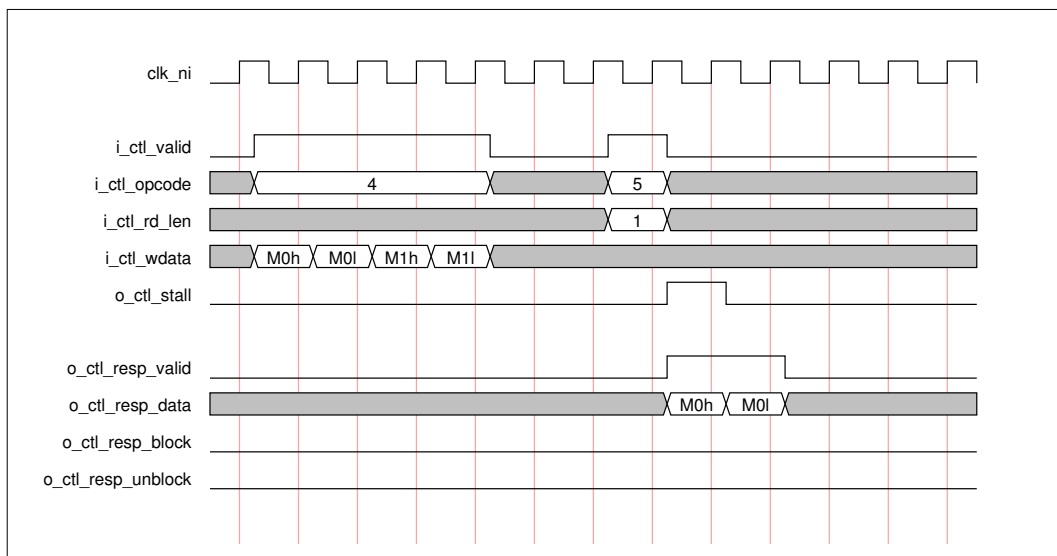 clk_ni
i_ctl_valid
i_ctl_opcode 4 5
i_ctl_rd_len 1
i_ctl_wdata M0h M0l M1h M1l
o_ctl_stall
o_ctl_resp_valid
o_ctl_resp_data M0h M0l
o_ctl_resp_block
o_ctl_resp_unblock